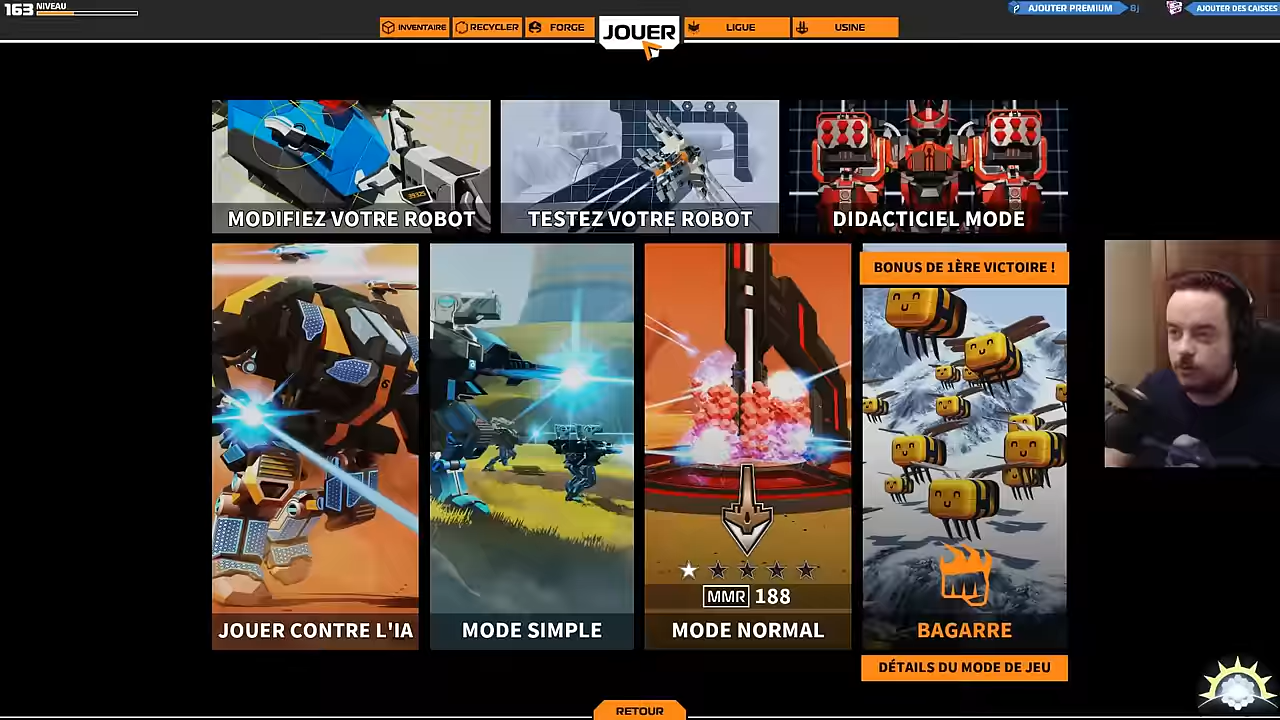 163 NIVEAU
INVENTAIRE
RECYCLER
FORGE
JOUER
LIGUE
USINE
AJOUTER PREMIUM
8j
AJOUTER DES CAISSES
MODIFIEZ VOTRE ROBOT
TESTEZ VOTRE ROBOT
DIDACTICIEL MODE
BONUS DE 1ÈRE VICTOIRE !
MMR 188
JOUER CONTRE L'IA
MODE SIMPLE
MODE NORMAL
BAGARRE
DÉTAILS DU MODE DE JEU
RETOUR